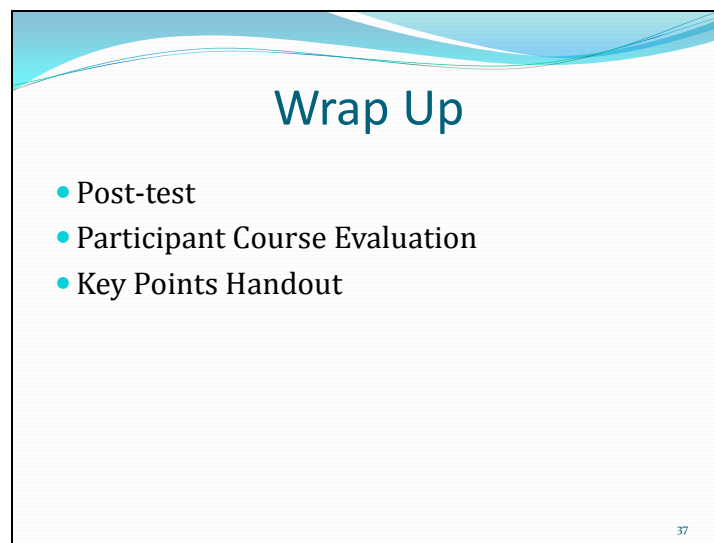 Wrap Up
• Post-test
• Participant Course Evaluation
• Key Points Handout
37